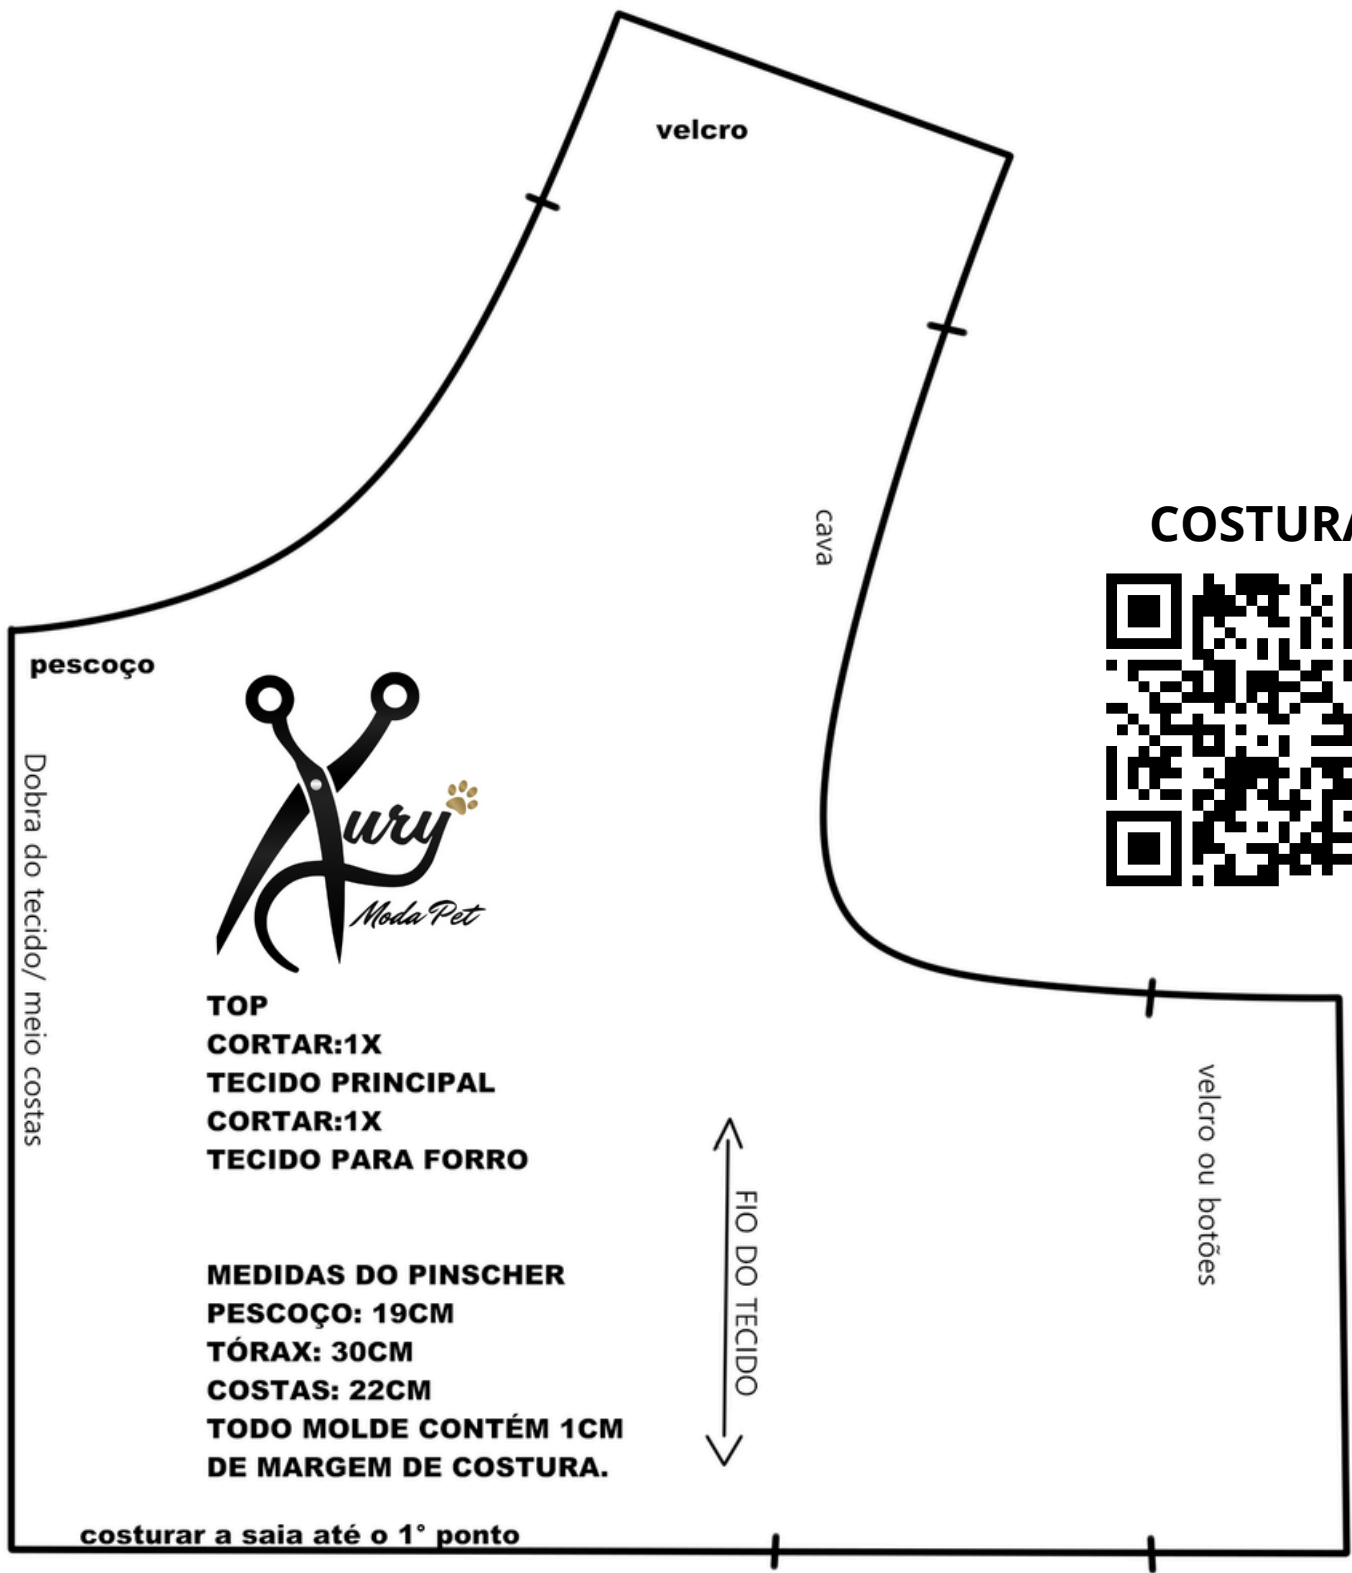 velcro
cava
COSTURA
pescoço
Dobra do tecido/ meio costas
Xury
Moda Pet
TOP
CORTAR:1X
TECIDO PRINCIPAL
CORTAR:1X
TECIDO PARA FORRO
velcro ou botões
FIO DO TECIDO
MEDIDAS DO PINSCHER
PESCOÇO: 19CM
TÓRAX: 30CM
COSTAS: 22CM
TODO MOLDE CONTÉM 1CM
DE MARGEM DE COSTURA.
costurar a saia até o 1° ponto